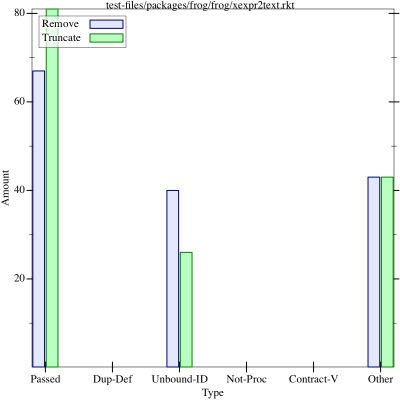 test-files/packages/frog/frog/xexpr2text.rkt
Remove
Truncate
80
60
40
20
Amount
Passed Dup-Def Unbound-ID Not-Proc Contract-V Other
Type